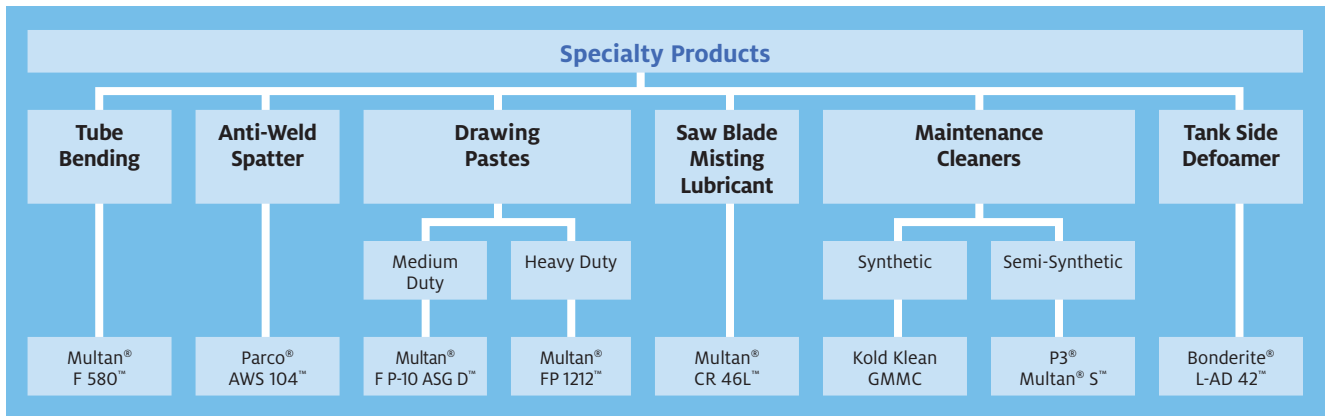 Specialty Products
Tube
Bending
Anti-Weld
Spatter
Drawing
Pastes
Saw Blade
Misting
Lubricant
Maintenance
Cleaners
Tank Side
Defoamer
Medium
Duty
Heavy Duty
Synthetic
Semi-Synthetic
Multan®
F 580™
Parco®
AWS 104™
Multan®
F P-10 ASG D™
Multan®
FP 1212™
Multan®
CR 46L™
Kold Klean
GMMC
P3®
Multan® S™
Bonderite®
L-AD 42™